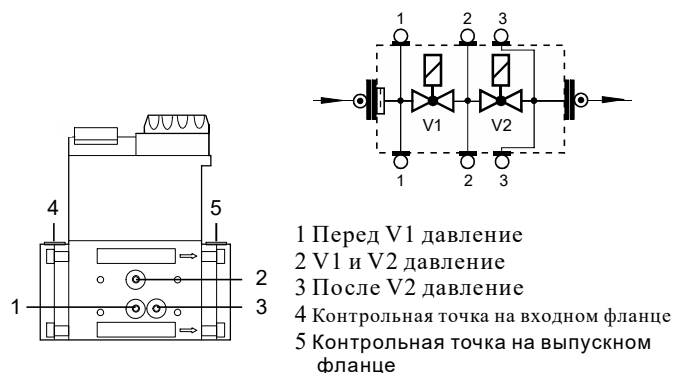 1 2 3
V1 V2
1 2 3
4 5
2
1 3
1 Перед V1 давление
2 V1 и V2 давление
3 После V2 давление
4 Контрольная точка на входном фланце
5 Контрольная точка на выпускном
фланце